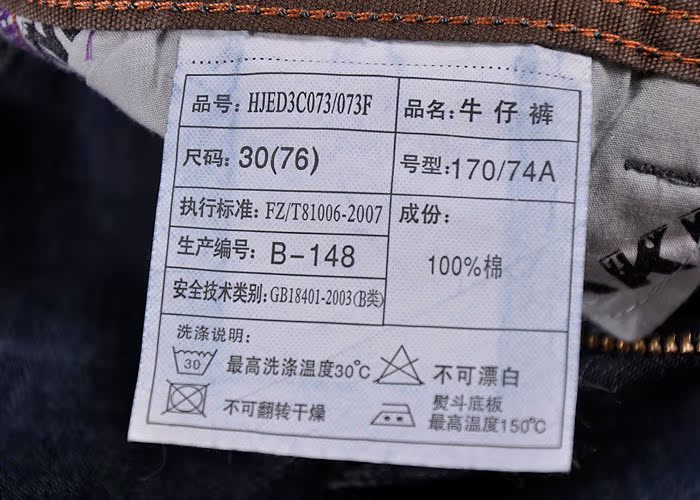 品号: HJED3C073/073F
品名: 牛仔裤
尺码: 30(76)
号型: 170/74A
执行标准: FZ/T81006-2007
成份:
100%棉
生产编号: B-148
安全技术类别: GB18401-2003(B类)
洗涤说明:
30
最高洗涤温度30℃
不可漂白
不可翻转干燥
熨斗底板
最高温度150℃